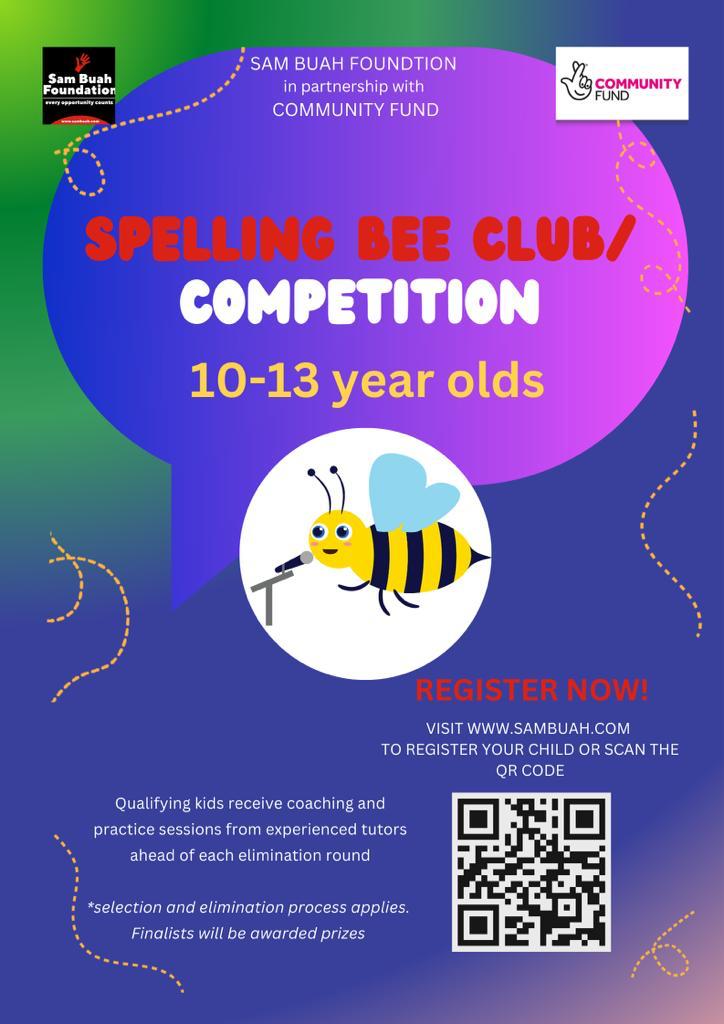 Sam Buah
Foundation
every opportunity counts
www.sambuah.com
SAM BUAH FOUNDTION
in partnership with
COMMUNITY FUND
COMMUNITY
FUND
SPELLING BEE CLUB/
COMPETITION
10-13 year olds
REGISTER NOW!
VISIT WWW.SAMBUAH.COM
TO REGISTER YOUR CHILD OR SCAN THE
QR CODE
Qualifying kids receive coaching and
practice sessions from experienced tutors
ahead of each elimination round
*selection and elimination process applies.
Finalists will be awarded prizes